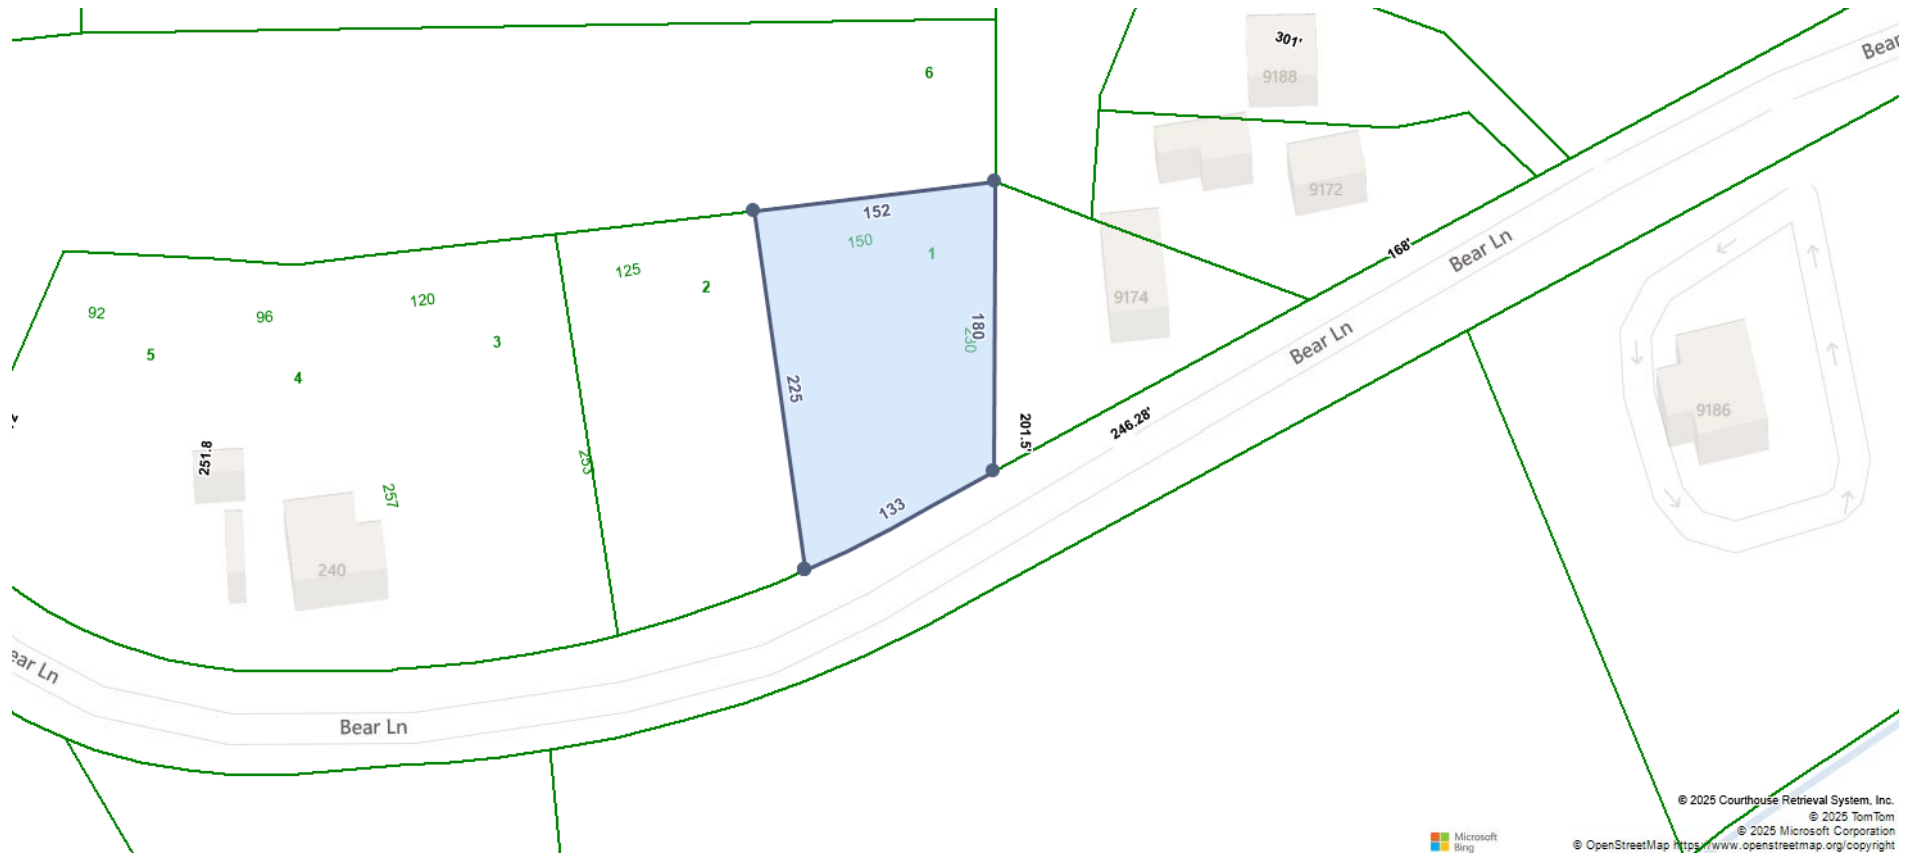 301'
Bear
6
9188
9172
152
150
1
168'
Bear Ln
125
2
120
92
96
9174
180
230
3
Bear Ln
5
4
225
9186
246.28'
201.5'
251.8
253
257
133
240
ear Ln
Bear Ln
© 2025 Courthouse Retrieval System, Inc.
© 2025 TomTom
© 2025 Microsoft Corporation
Microsoft
Bing
© OpenStreetMap https://www.openstreetmap.org/copyright